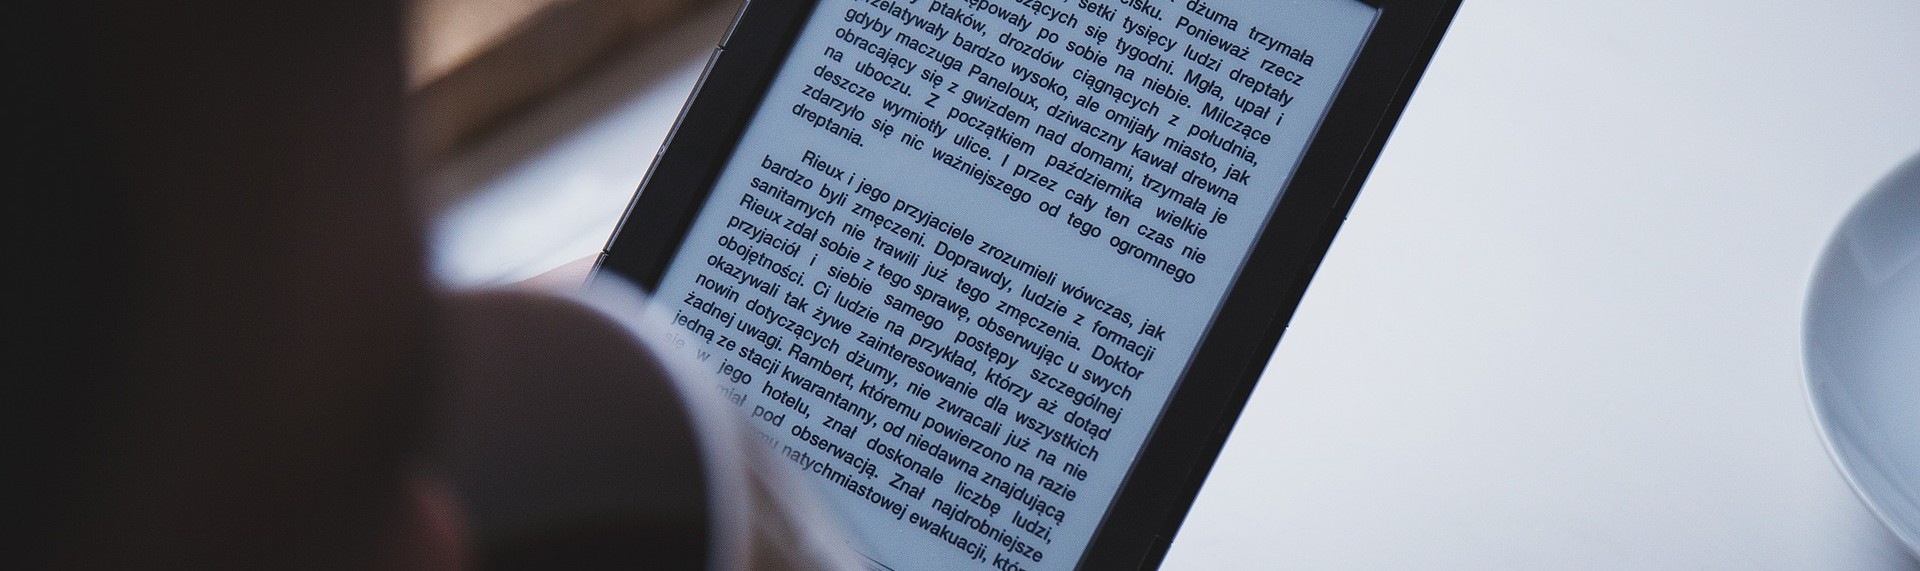 dżuma trzymała
setki tysięcy ludzi dreptały
się tygodni. Ponieważ rzecz
po sobie na niebie. Mgła, upał i
ptaków, drozdów ciągnących z południa, Milczące
przelatywały bardzo wysoko, ale omijały miasto, jak
gdyby maczuga Paneloux, dziwaczny kawał drewna
obracający się z gwizdem nad domami, trzymała je
na uboczu. Z początkiem października wielkie
deszcze wymiotły ulice. I przez cały ten czas nie
zdarzyło się nic ważniejszego od tego ogromnego
dreptania.
Rieux i jego przyjaciele zrozumieli wówczas, jak
bardzo byli zmęczeni. Doprawdy, ludzie z formacji
sanitarnych nie trawili już tego zmęczenia. Doktor
Rieux zdał sobie z tego sprawę, obserwując u swych
przyjaciół i siebie samego postępy szczególnej
obojętności. Ci ludzie na przykład, którzy aż dotąd
okazywali tak żywe zainteresowanie dla wszystkich
nowin dotyczących dżumy, nie zwracali już na nie
żadnej uwagi. Rambert, któremu powierzono na razie
jedną ze stacji kwarantanny, od niedawna znajdującą
się w jego hotelu, znał doskonale liczbę ludzi,
miał pod obserwacją. Znał najdrobniejsze
natychmiastowej ewakuacji,